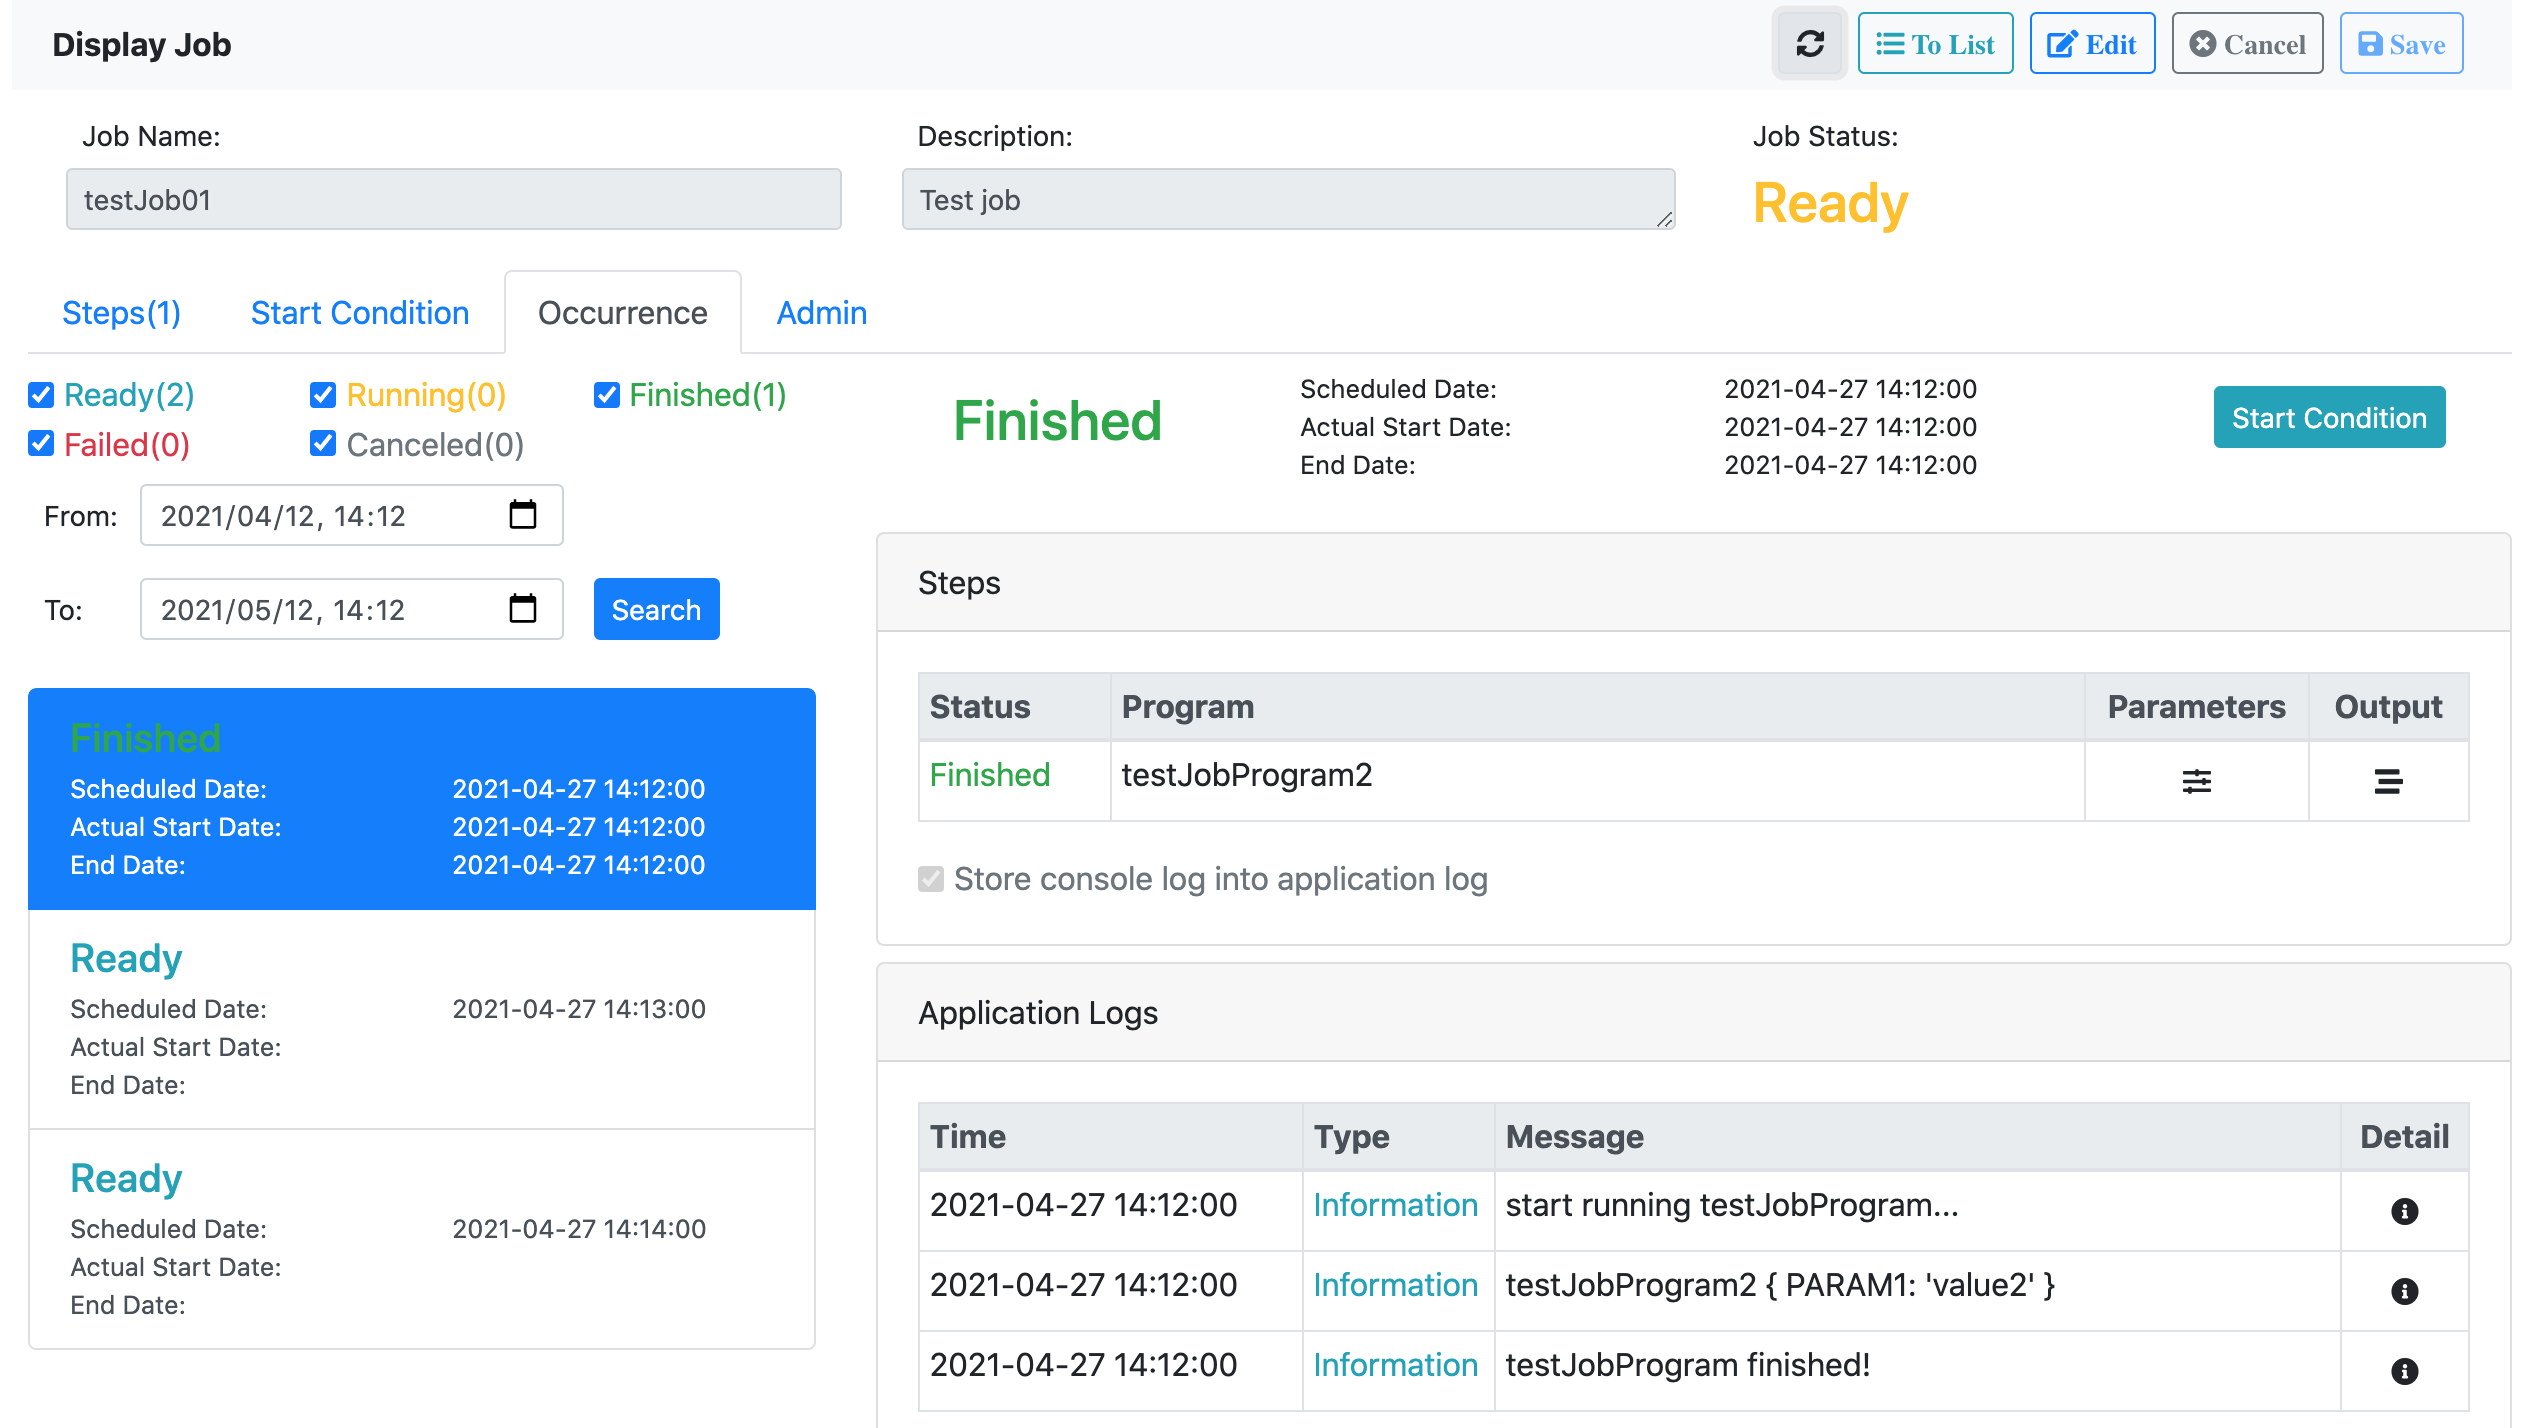 Display Job
To List
Edit
Cancel
Save
Job Name:
Description:
Job Status:
testJob01
Test job
Ready
Steps(1)
Start Condition
Occurrence
Admin
Ready(2)
Running(0)
Finished(1)
Failed(0)
Canceled(0)
From:
2021/04/12, 14:12
To:
2021/05/12, 14:12
Search
Finished
Scheduled Date: 2021-04-27 14:12:00
Actual Start Date: 2021-04-27 14:12:00
End Date: 2021-04-27 14:12:00
Ready
Scheduled Date: 2021-04-27 14:13:00
Actual Start Date:
End Date:
Ready
Scheduled Date: 2021-04-27 14:14:00
Actual Start Date:
End Date:
Finished
Scheduled Date: 2021-04-27 14:12:00
Actual Start Date: 2021-04-27 14:12:00
End Date: 2021-04-27 14:12:00
Start Condition
Steps
Status Program Parameters Output
Finished testJobProgram2
Store console log into application log
Application Logs
Time Type Message Detail
2021-04-27 14:12:00 Information start running testJobProgram...
2021-04-27 14:12:00 Information testJobProgram2 { PARAM1: 'value2' }
2021-04-27 14:12:00 Information testJobProgram finished!